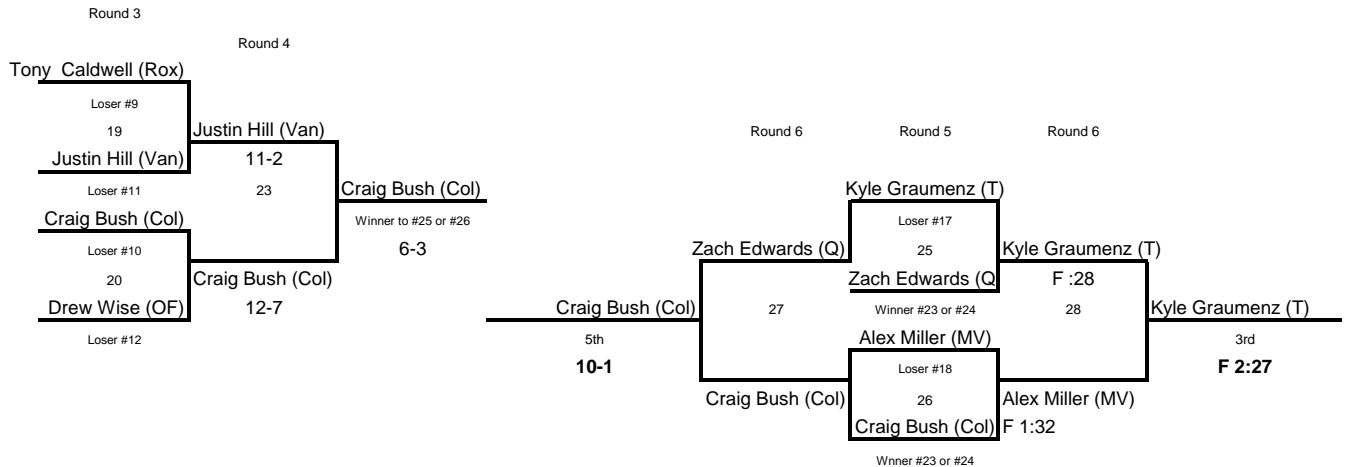 Round 3
Round 4
Tony Caldwell (Rox)
Loser #9
19
Justin Hill (Van)
Justin Hill (Van)
11-2
Loser #11
23
Craig Bush (Col)
Craig Bush (Col)
Winner to #25 or #26
Loser #10
6-3
20
Craig Bush (Col)
Drew Wise (OF)
12-7
Loser #12
Round 6
Round 5
Round 6
Kyle Graumenz (T)
Loser #17
Zach Edwards (Q)
25
Kyle Graumenz (T)
Zach Edwards (Q
F :28
Craig Bush (Col)
27
Winner #23 or #24
28
Kyle Graumenz (T)
5th
Alex Miller (MV)
3rd
10-1
Loser #18
F 2:27
Craig Bush (Col)
26
Alex Miller (MV)
Craig Bush (Col)
F 1:32
Wnner #23 or #24